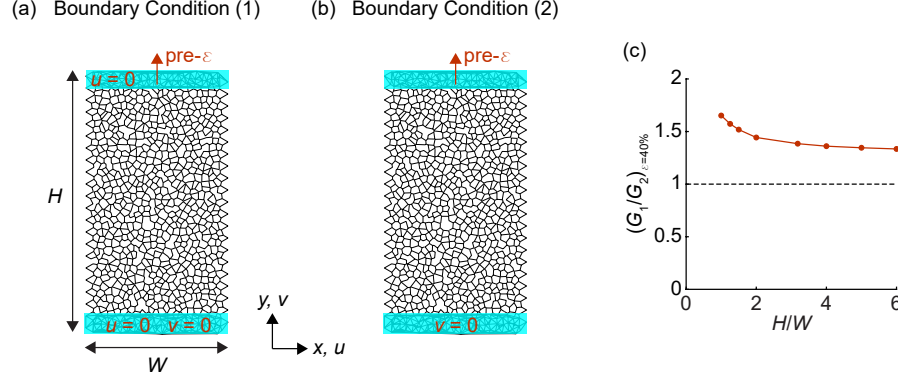 (a) Boundary Condition (1)
pre-ε
u = 0
H
u = 0 v = 0
W
y, v
x, u
(b) Boundary Condition (2)
pre-ε
v = 0
(c)
(G₁/G₂)ε=40%
2
1.5
1
0.5
0
0 2 4 6
H/W